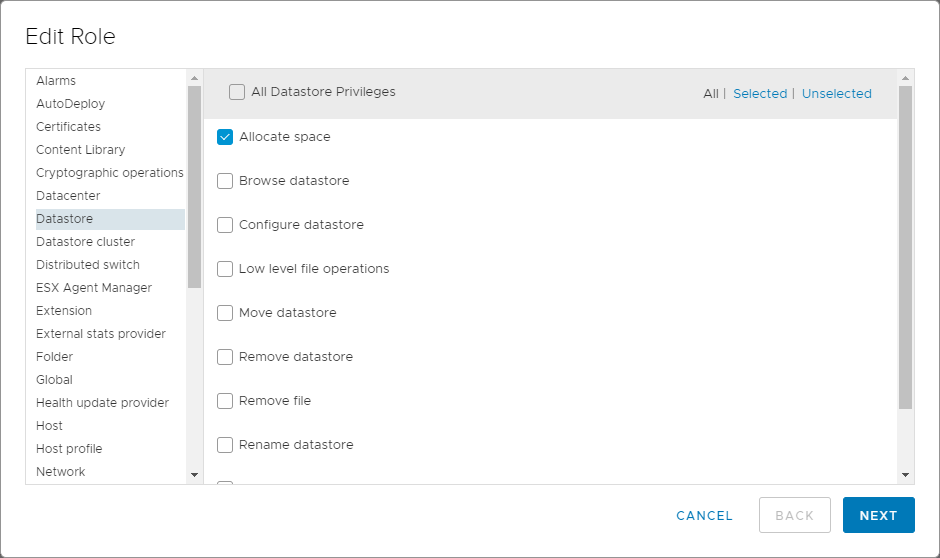 Edit Role
Alarms
AutoDeploy
Certificates
Content Library
Cryptographic operations
Datacenter
Datastore
Datastore cluster
Distributed switch
ESX Agent Manager
Extension
External stats provider
Folder
Global
Health update provider
Host
Host profile
Network
All Datastore Privileges
All | Selected | Unselected
Allocate space
Browse datastore
Configure datastore
Low level file operations
Move datastore
Remove datastore
Remove file
Rename datastore
CANCEL
BACK
NEXT